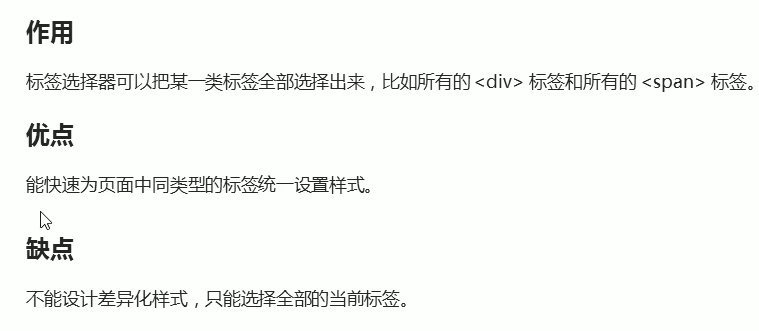 作用
标签选择器可以把某一类标签全部选择出来，比如所有的 <div> 标签和所有的 <span> 标签。
优点
能快速为页面中同类型的标签统一设置样式。
缺点
不能设计差异化样式，只能选择全部的当前标签。